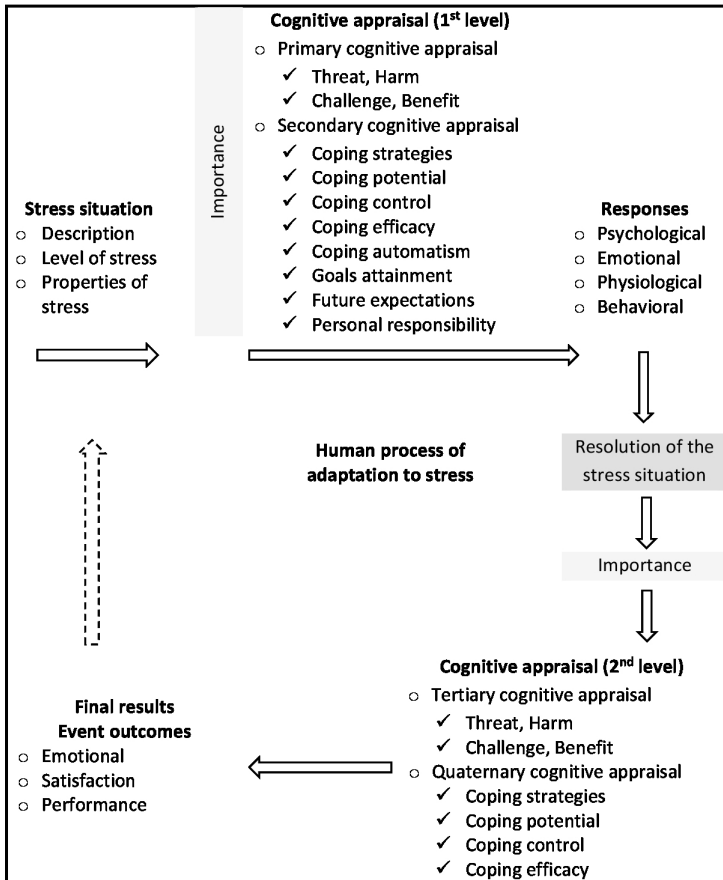 Cognitive appraisal (1st level)
○ Primary cognitive appraisal
✓ Threat, Harm
✓ Challenge, Benefit
○ Secondary cognitive appraisal
✓ Coping strategies
✓ Coping potential
✓ Coping control
✓ Coping efficacy
✓ Coping automatism
✓ Goals attainment
✓ Future expectations
✓ Personal responsibility
Importance
Stress situation
○ Description
○ Level of stress
○ Properties of
stress
Responses
○ Psychological
○ Emotional
○ Physiological
○ Behavioral
Human process of
adaptation to stress
Resolution of the
stress situation
Importance
Cognitive appraisal (2nd level)
○ Tertiary cognitive appraisal
✓ Threat, Harm
✓ Challenge, Benefit
○ Quaternary cognitive appraisal
✓ Coping strategies
✓ Coping potential
✓ Coping control
✓ Coping efficacy
Final results
Event outcomes
○ Emotional
○ Satisfaction
○ Performance